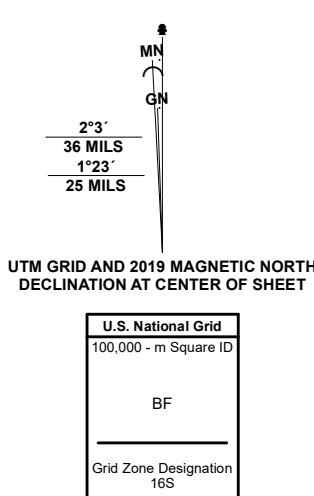 MN
GN
2°3´
36 MILS
1°23´
25 MILS
UTM GRID AND 2019 MAGNETIC NORTH
DECLINATION AT CENTER OF SHEET
U.S. National Grid
100,000 - m Square ID
BF
Grid Zone Designation
16S